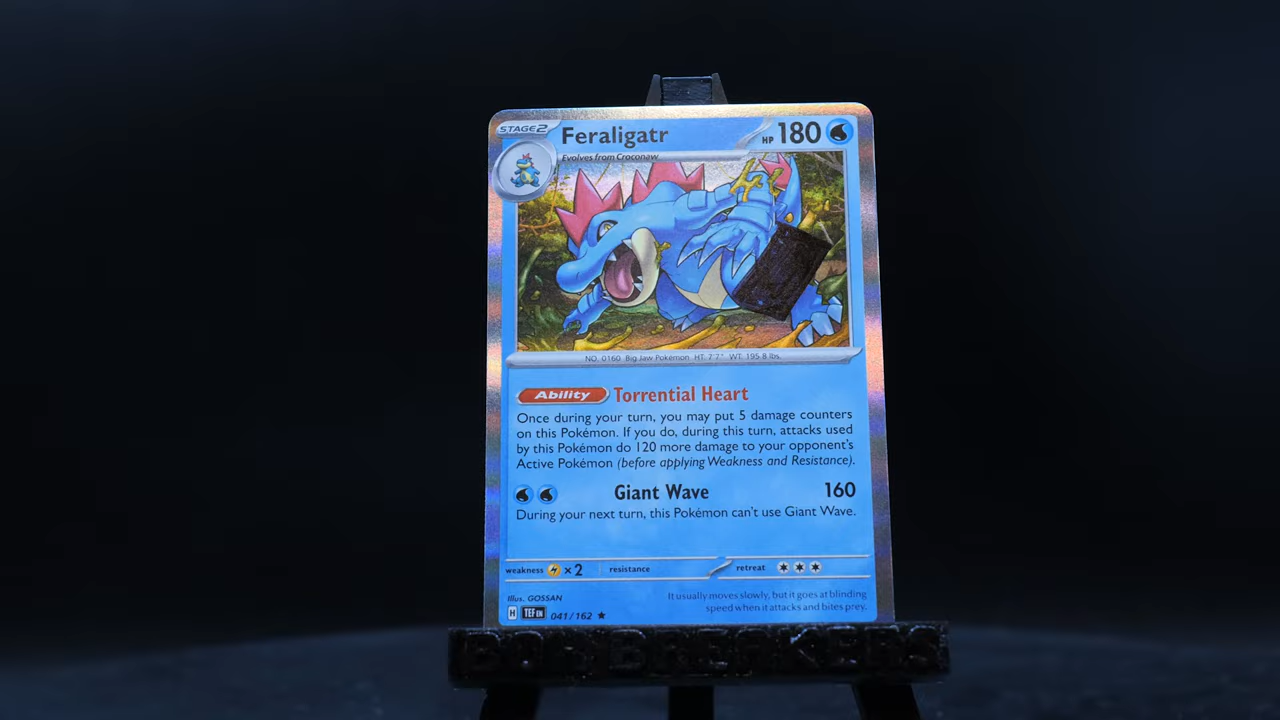 STAGE2
Feraligatr
HP 180
Evolves from Croconaw
NO. 0160 Big Jaw Pokémon HT: 7'7" WT: 195.8 lbs.
Ability Torrential Heart
Once during your turn, you may put 5 damage counters
on this Pokémon. If you do, during this turn, attacks used
by this Pokémon do 120 more damage to your opponent's
Active Pokémon (before applying Weakness and Resistance).
Giant Wave 160
During your next turn, this Pokémon can't use Giant Wave.
weakness ×2 resistance retreat
Illus. GOSSAN
It usually moves slowly, but it goes at blinding
speed when it attacks and bites prey.
H TEF EN 041/162
BOXBREAKERS